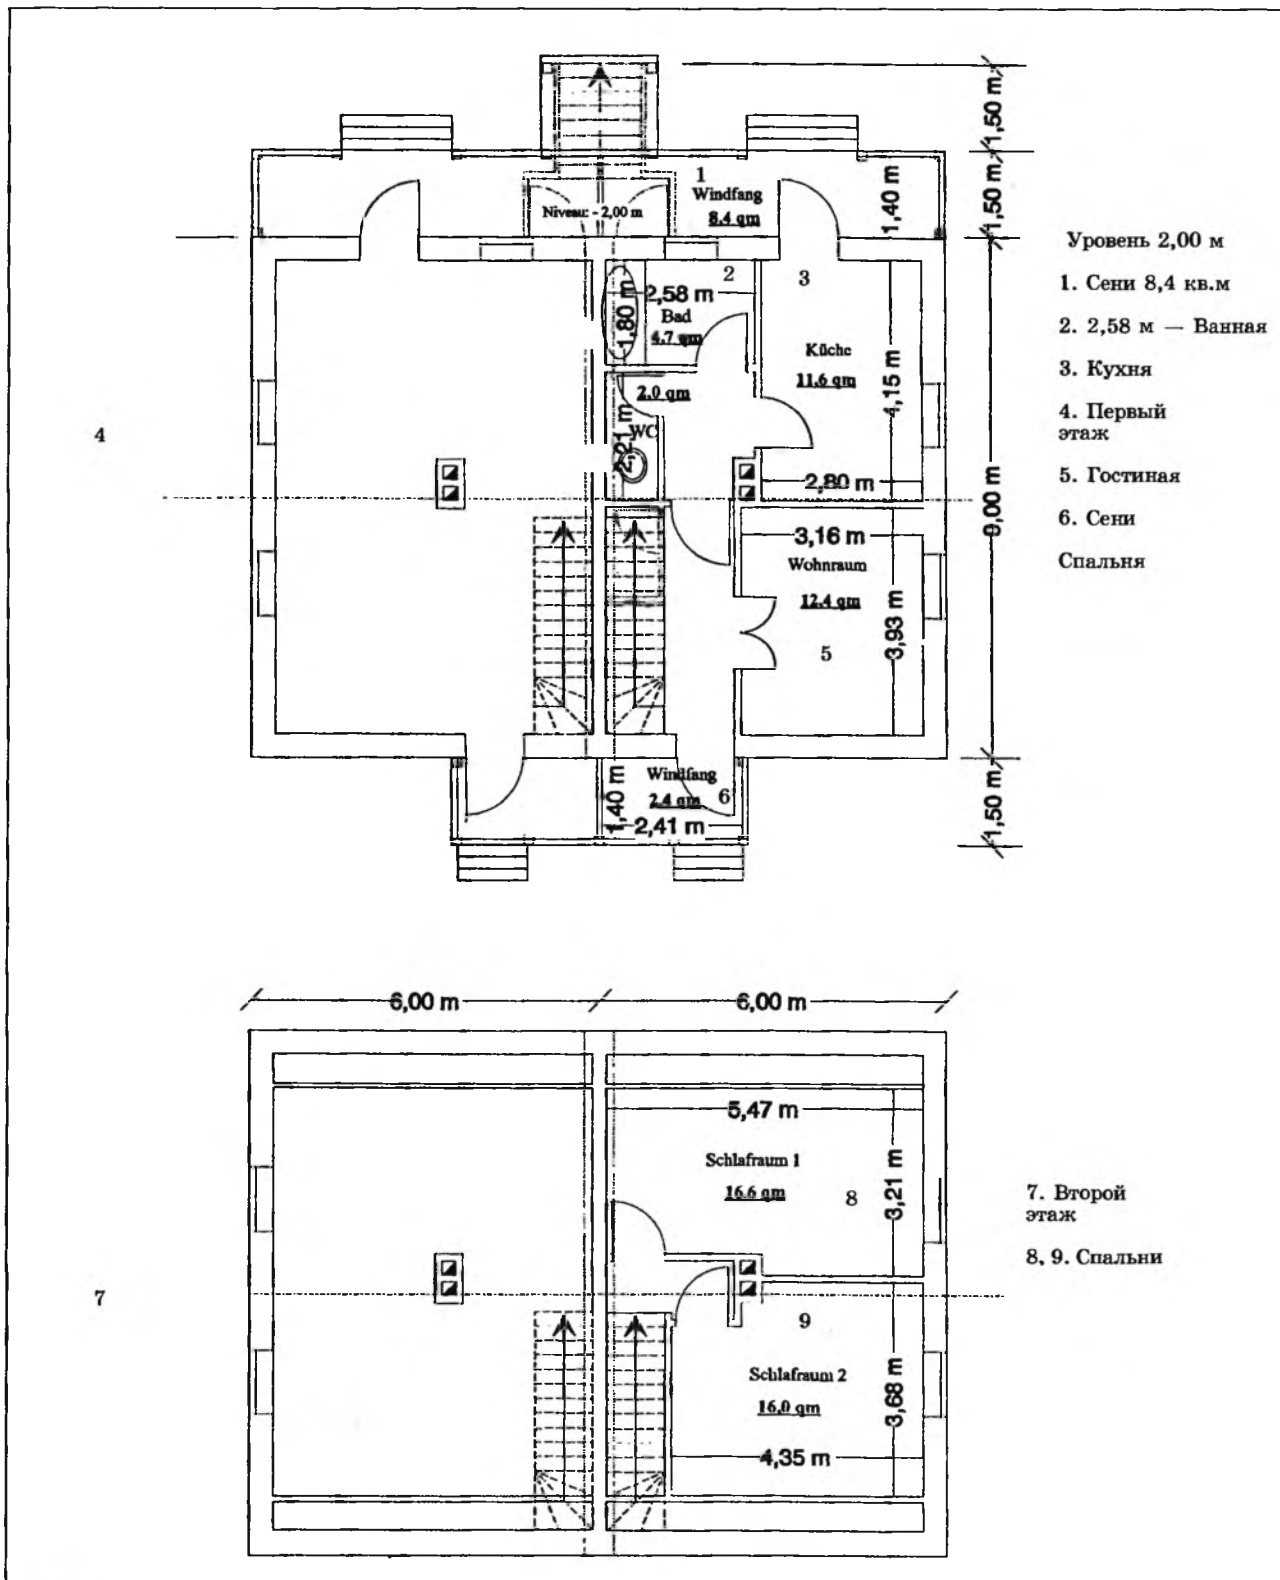 1,50 m
1
Windfang
8.4 qm
1,50 m
1,40 m
Niveau: - 2,00 m
2
3
2,58 m
Bad
4.7 qm
1,80 m
Küche
11.6 qm
4,15 m
2.0 qm
WC
2,21 m
2,80 m
4
9,00 m
3,16 m
Wohnraum
12.4 qm
3,93 m
5
Windfang
2.4 qm
6
1,40 m
2,41 m
1,50 m
Уровень 2,00 м
1. Сени 8,4 кв.м
2. 2,58 м — Ванная
3. Кухня
4. Первый
этаж
5. Гостиная
6. Сени
Спальня
6,00 m
6,00 m
5,47 m
Schlafraum 1
16.6 qm
8
3,21 m
7
9
Schlafraum 2
16.0 qm
3,68 m
4,35 m
7. Второй
этаж
8, 9. Спальни